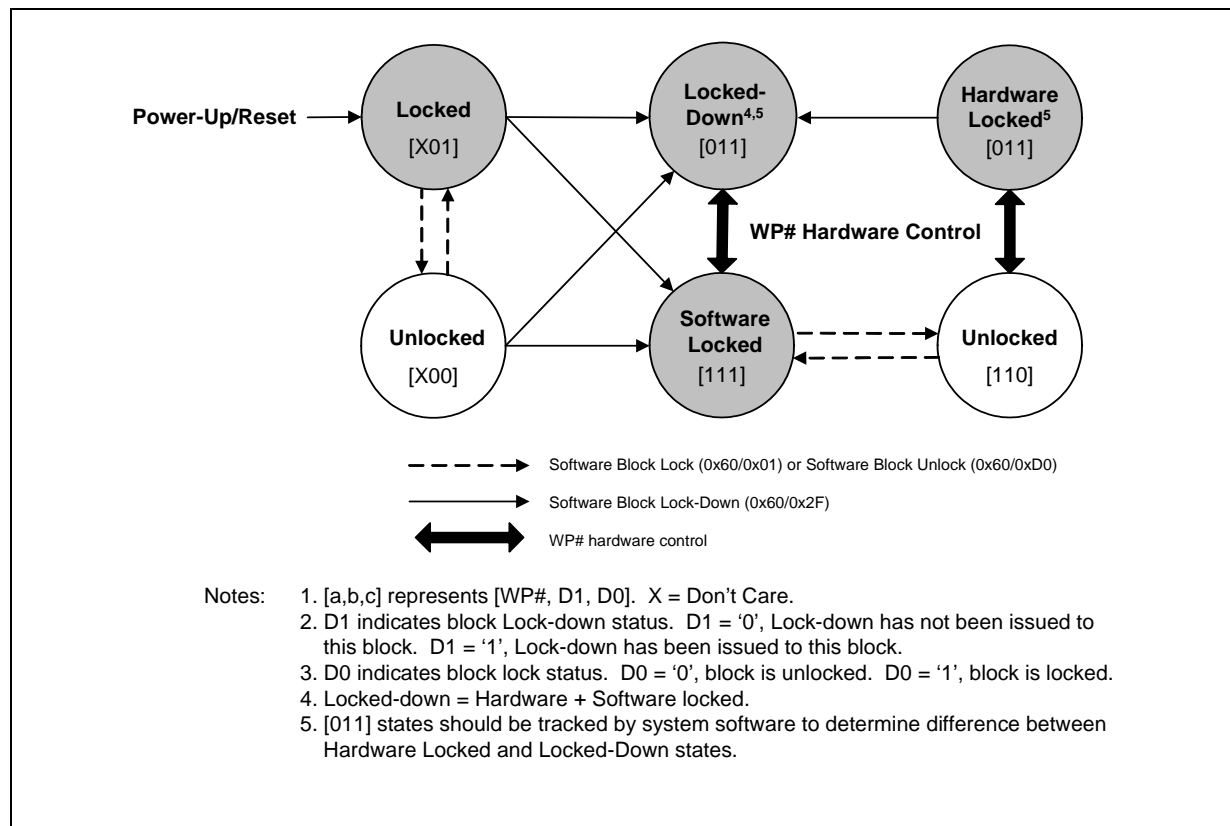 Power-Up/Reset
Locked
[X01]
Locked-
Down4,5
[011]
Hardware
Locked5
[011]
WP# Hardware Control
Unlocked
[X00]
Software
Locked
[111]
Unlocked
[110]
Software Block Lock (0x60/0x01) or Software Block Unlock (0x60/0xD0)
Software Block Lock-Down (0x60/0x2F)
WP# hardware control
Notes: 1. [a,b,c] represents [WP#, D1, D0].  X = Don’t Care.
2. D1 indicates block Lock-down status.  D1 = ‘0’, Lock-down has not been issued to
this block.  D1 = ‘1’, Lock-down has been issued to this block.
3. D0 indicates block lock status.  D0 = ‘0’, block is unlocked.  D0 = ‘1’, block is locked.
4. Locked-down = Hardware + Software locked.
5. [011] states should be tracked by system software to determine difference between
Hardware Locked and Locked-Down states.